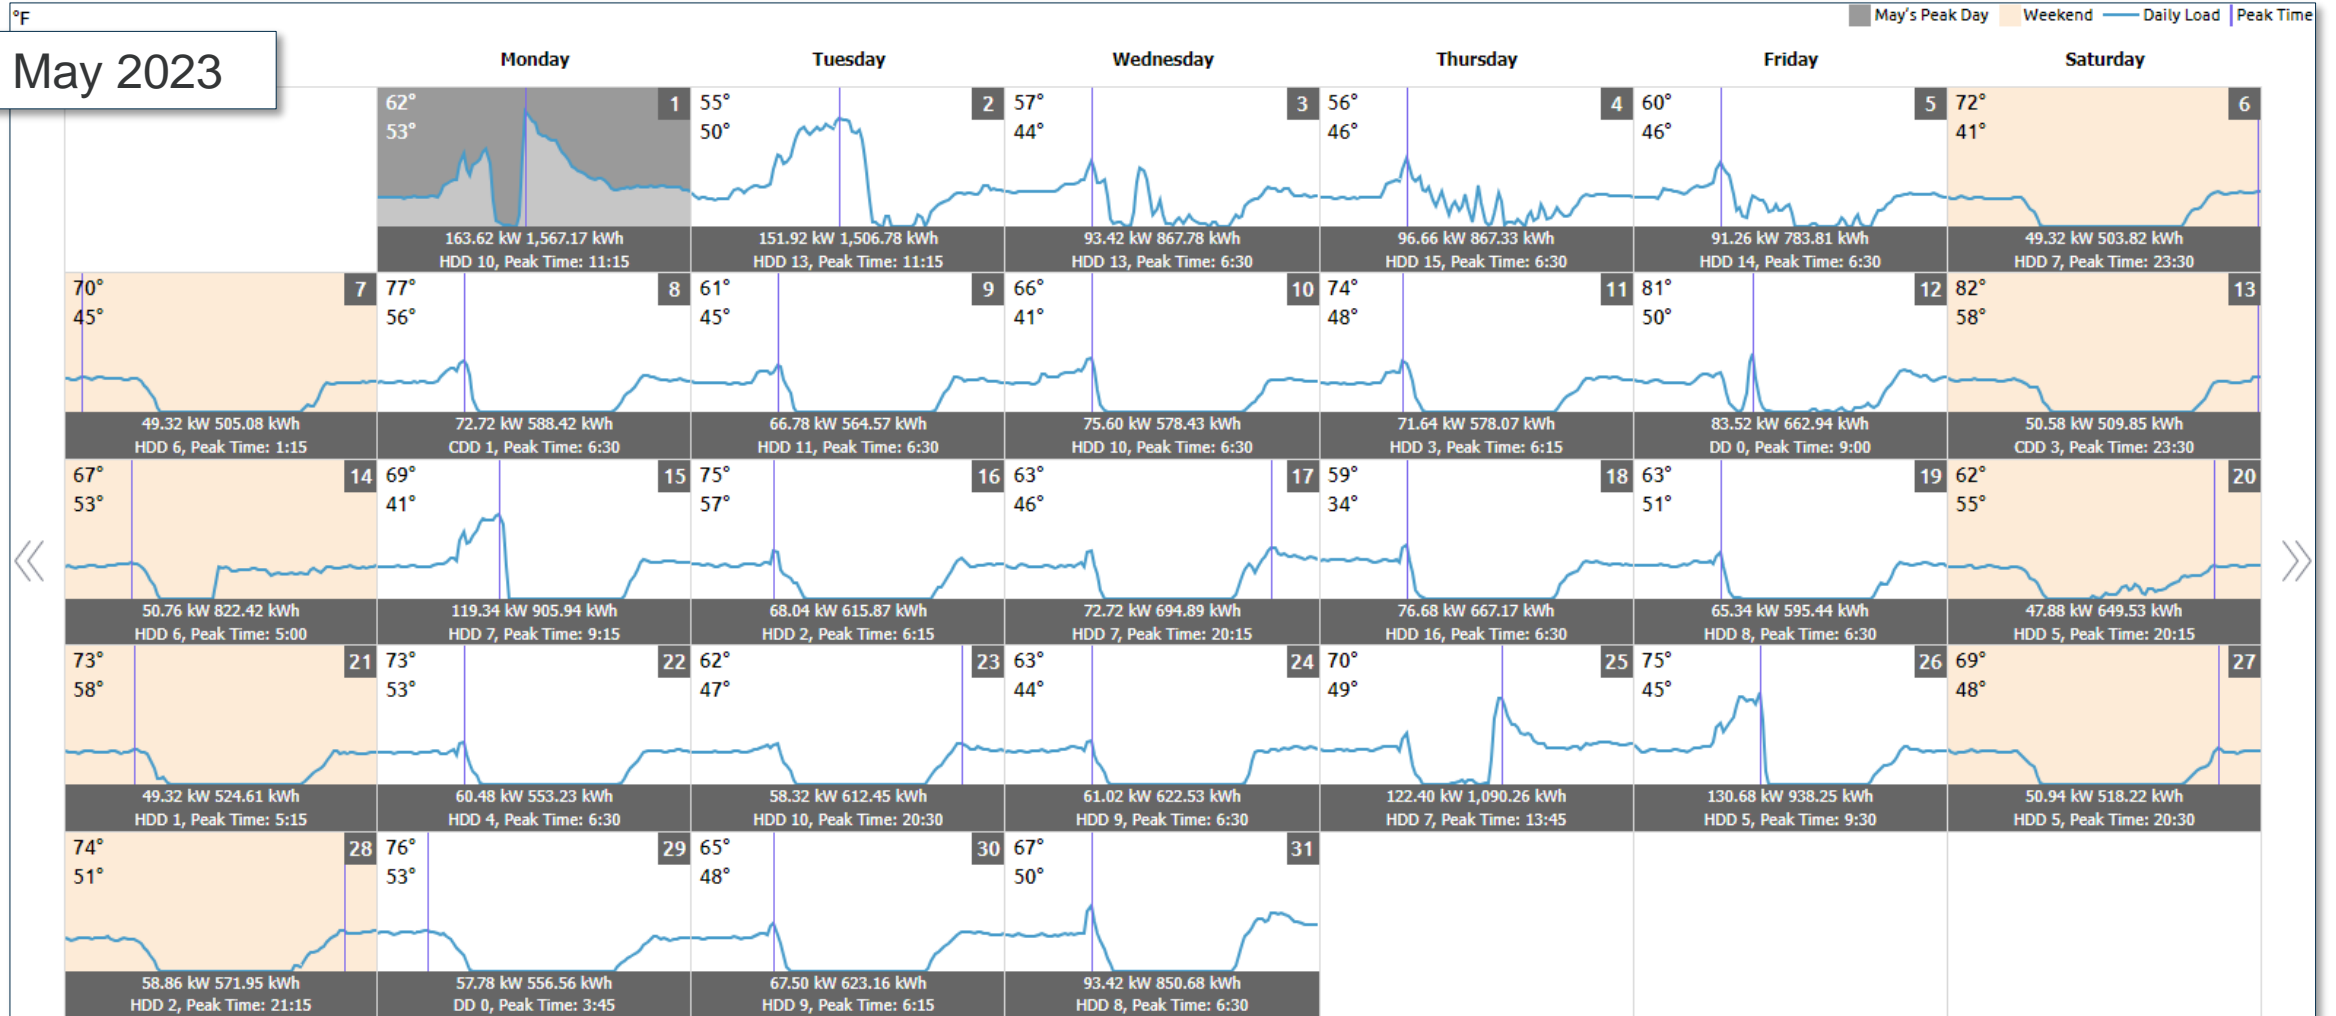 °F
May's Peak Day Weekend Daily Load Peak Time
May 2023
Monday Tuesday Wednesday Thursday Friday Saturday
62° 1 55° 2 57° 3 56° 4 60° 5 72° 6
53° 50° 44° 46° 46° 41°
163.62 kW 1,567.17 kWh 151.92 kW 1,506.78 kWh 93.42 kW 867.78 kWh 96.66 kW 867.33 kWh 91.26 kW 783.81 kWh 49.32 kW 503.82 kWh
HDD 10, Peak Time: 11:15 HDD 13, Peak Time: 11:15 HDD 13, Peak Time: 6:30 HDD 15, Peak Time: 6:30 HDD 14, Peak Time: 6:30 HDD 7, Peak Time: 23:30
70° 7 77° 8 61° 9 66° 10 74° 11 81° 12 82° 13
45° 56° 45° 41° 48° 50° 58°
49.32 kW 505.08 kWh 72.72 kW 588.42 kWh 66.78 kW 564.57 kWh 75.60 kW 578.43 kWh 71.64 kW 578.07 kWh 83.52 kW 662.94 kWh 50.58 kW 509.85 kWh
HDD 6, Peak Time: 1:15 CDD 1, Peak Time: 6:30 HDD 11, Peak Time: 6:30 HDD 10, Peak Time: 6:30 HDD 3, Peak Time: 6:15 DD 0, Peak Time: 9:00 CDD 3, Peak Time: 23:30
67° 14 69° 15 75° 16 63° 17 59° 18 63° 19 62° 20
53° 41° 57° 46° 34° 51° 55°
50.76 kW 822.42 kWh 119.34 kW 905.94 kWh 68.04 kW 615.87 kWh 72.72 kW 694.89 kWh 76.68 kW 667.17 kWh 65.34 kW 595.44 kWh 47.88 kW 649.53 kWh
HDD 6, Peak Time: 5:00 HDD 7, Peak Time: 9:15 HDD 2, Peak Time: 6:15 HDD 7, Peak Time: 20:15 HDD 16, Peak Time: 6:30 HDD 8, Peak Time: 6:30 HDD 5, Peak Time: 20:15
73° 21 73° 22 62° 23 63° 24 70° 25 75° 26 69° 27
58° 53° 47° 44° 49° 45° 48°
49.32 kW 524.61 kWh 60.48 kW 553.23 kWh 58.32 kW 612.45 kWh 61.02 kW 622.53 kWh 122.40 kW 1,090.26 kWh 130.68 kW 938.25 kWh 50.94 kW 518.22 kWh
HDD 1, Peak Time: 5:15 HDD 4, Peak Time: 6:30 HDD 10, Peak Time: 20:30 HDD 9, Peak Time: 6:30 HDD 7, Peak Time: 13:45 HDD 5, Peak Time: 9:30 HDD 5, Peak Time: 20:30
74° 28 76° 29 65° 30 67° 31
51° 53° 48° 50°
58.86 kW 571.95 kWh 57.78 kW 556.56 kWh 67.50 kW 623.16 kWh 93.42 kW 850.68 kWh
HDD 2, Peak Time: 21:15 DD 0, Peak Time: 3:45 HDD 9, Peak Time: 6:15 HDD 8, Peak Time: 6:30